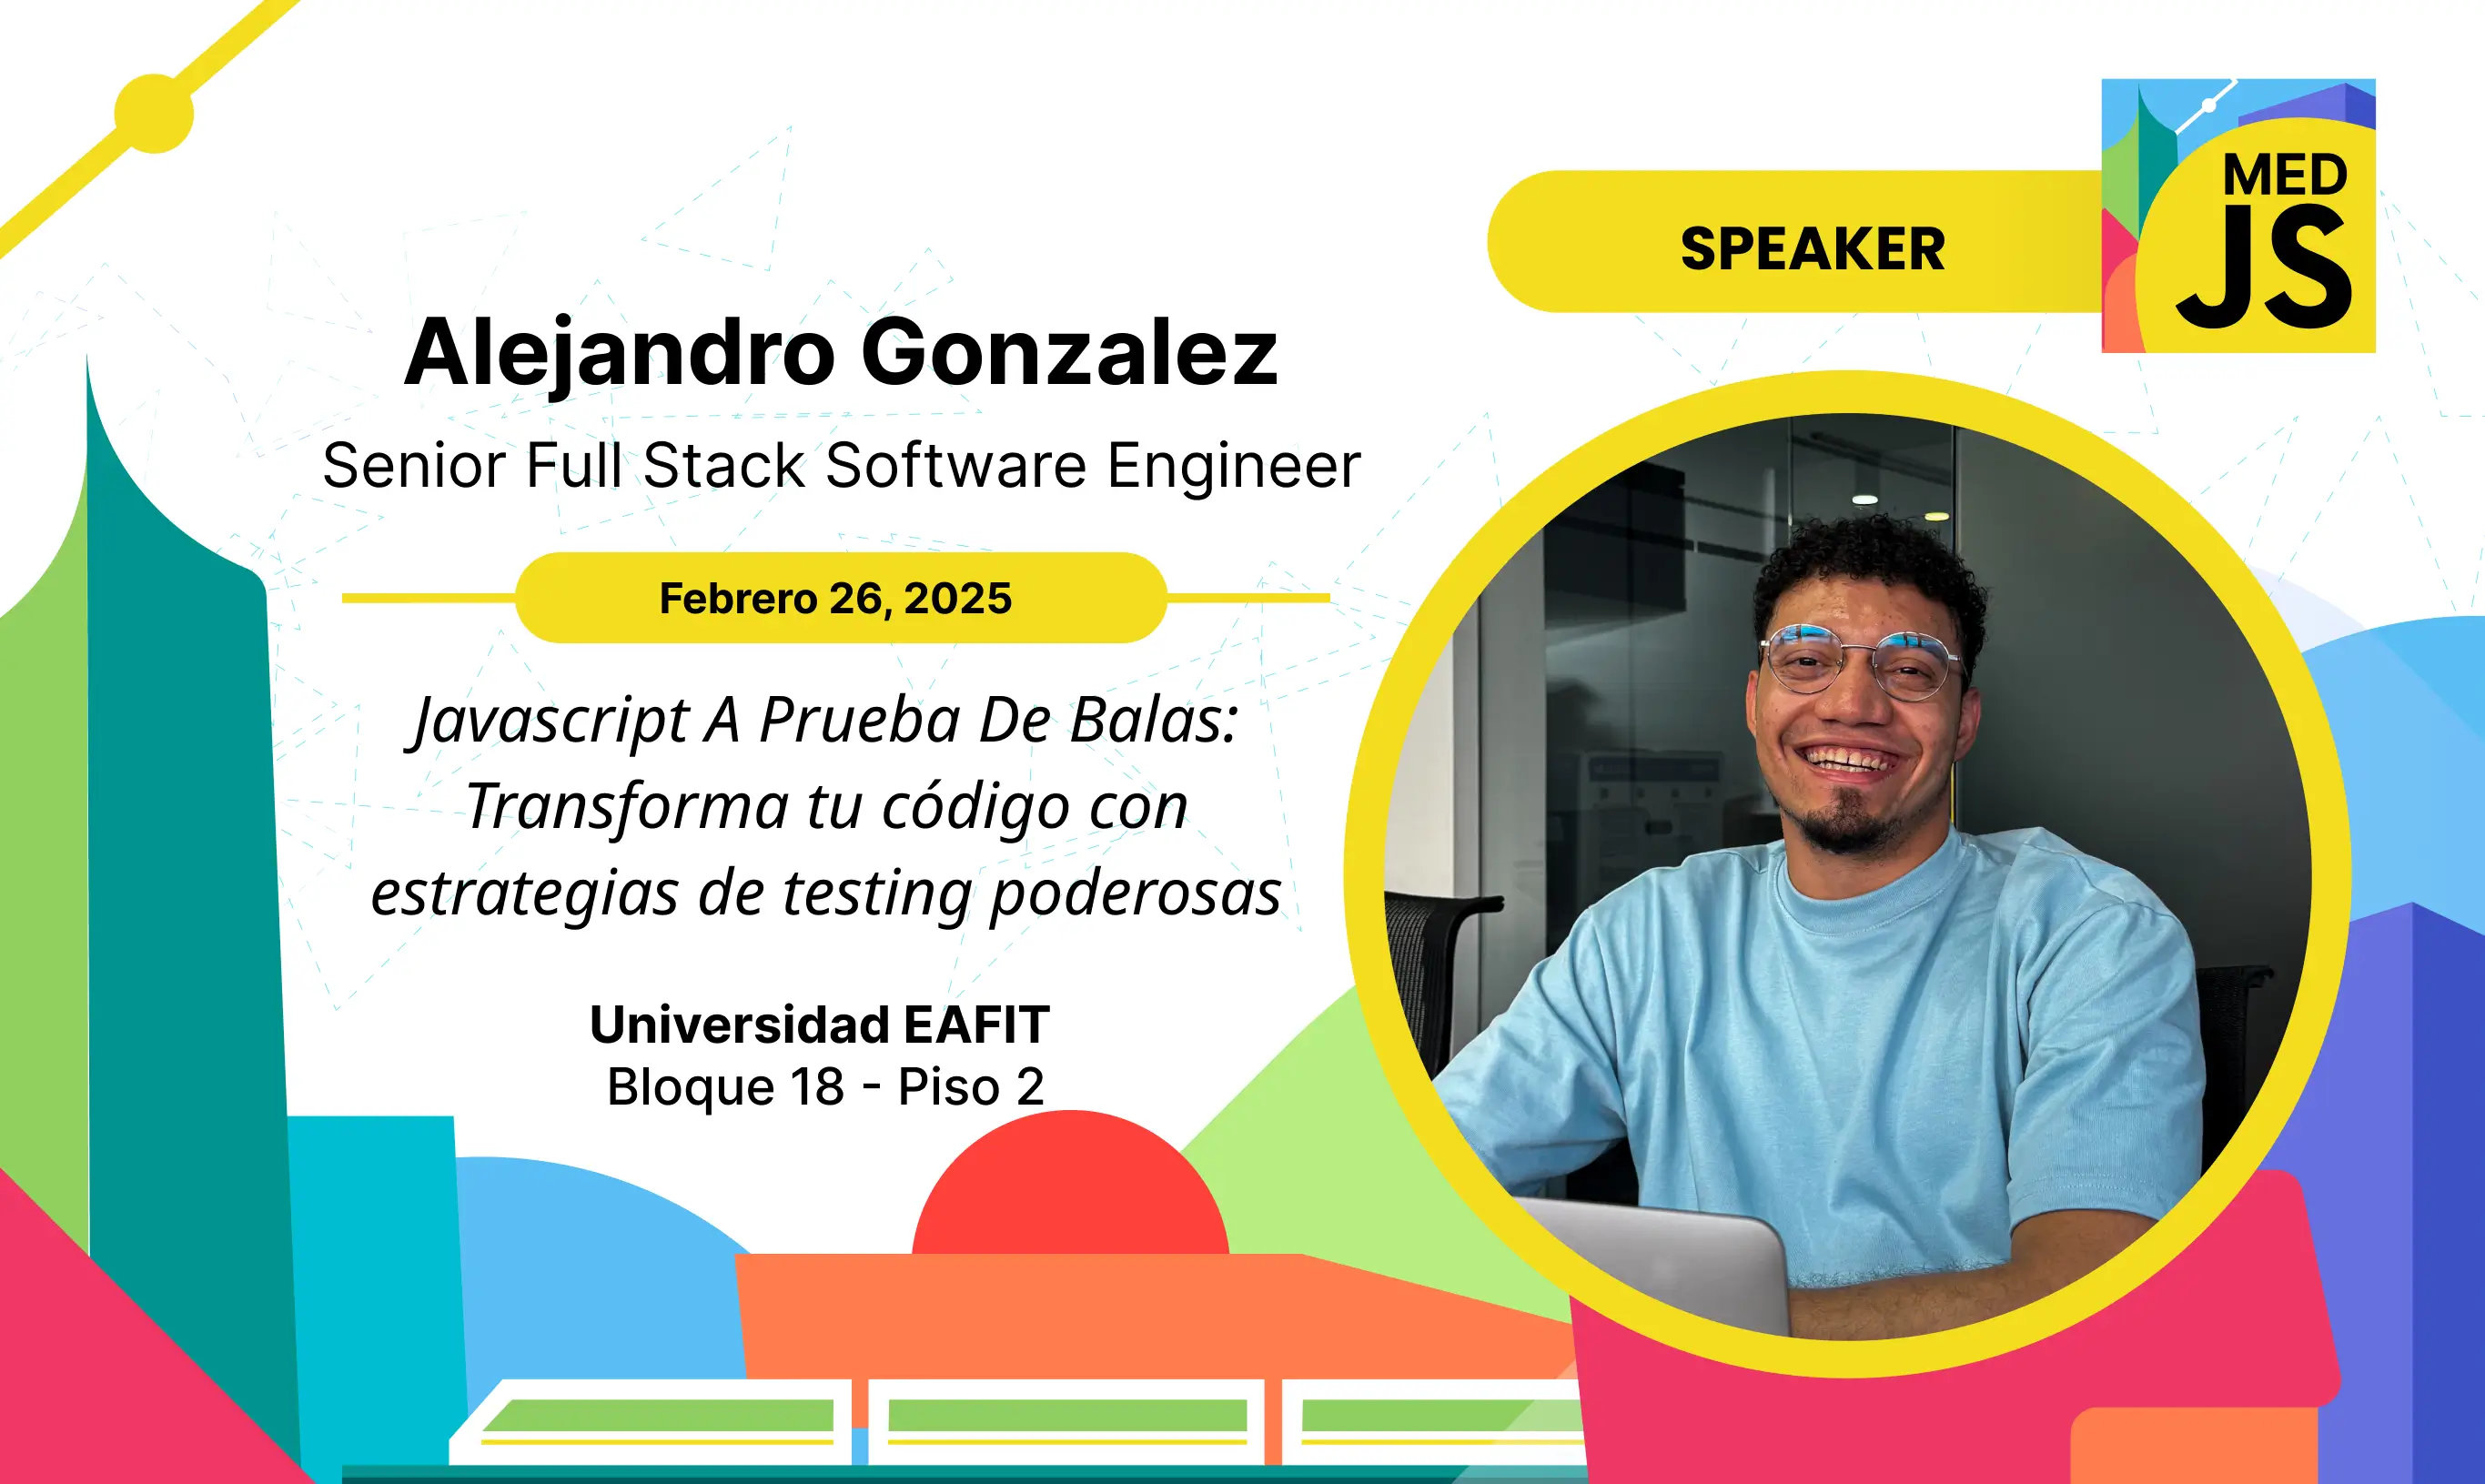 MED
JS
SPEAKER
Alejandro Gonzalez
Senior Full Stack Software Engineer
Febrero 26, 2025
Javascript A Prueba De Balas:
Transforma tu código con
estrategias de testing poderosas
Universidad EAFIT
Bloque 18 - Piso 2